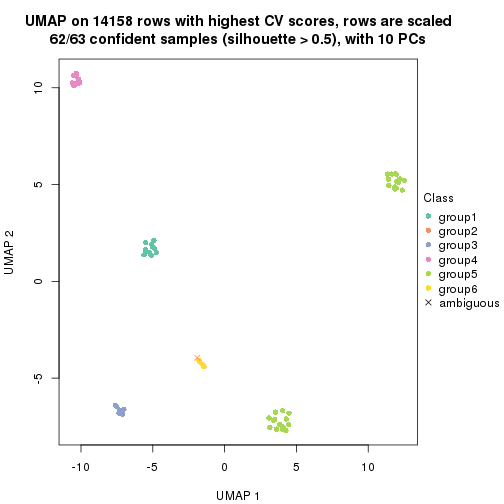 UMAP on 14158 rows with highest CV scores, rows are scaled
62/63 confident samples (silhouette > 0.5), with 10 PCs
10
5
0
-5
UMAP 2
-10
-5
0
5
10
UMAP 1
Class
group1
group2
group3
group4
group5
group6
ambiguous